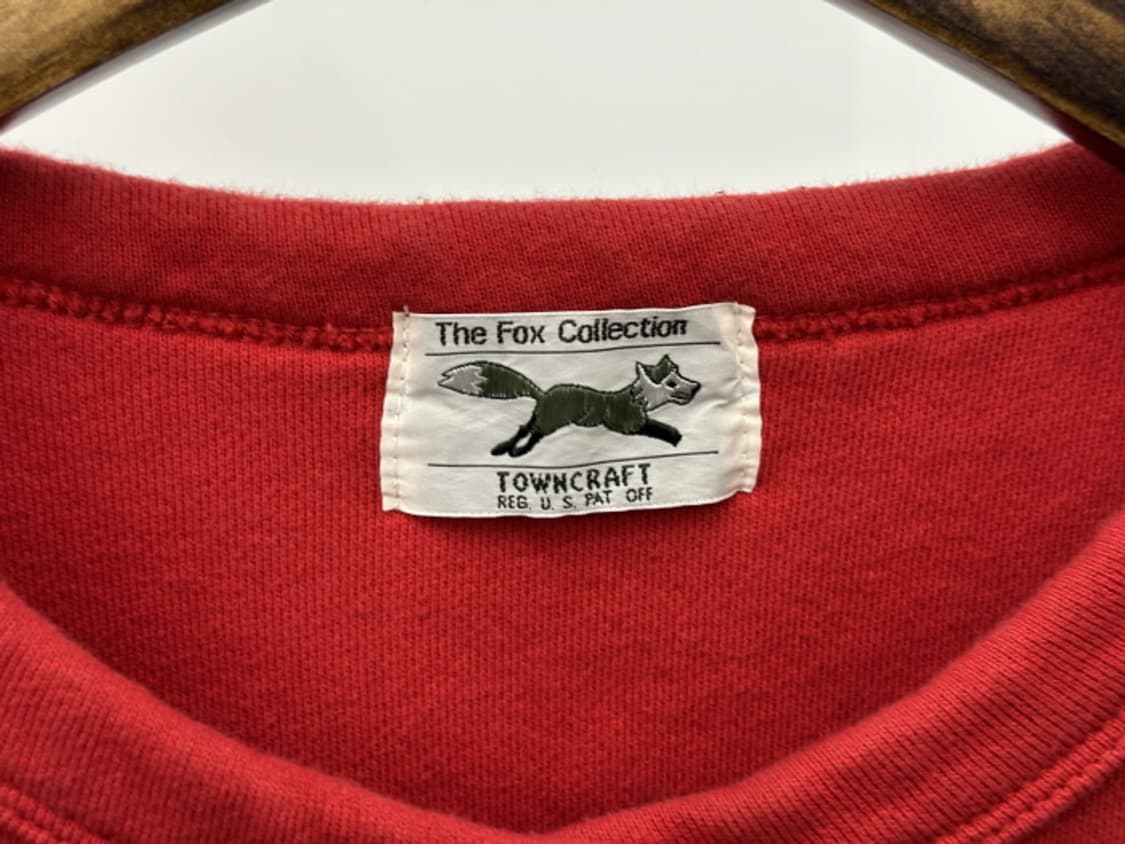 The Fox Collection
TOWNCRAFT
REG. U. S. PAT OFF